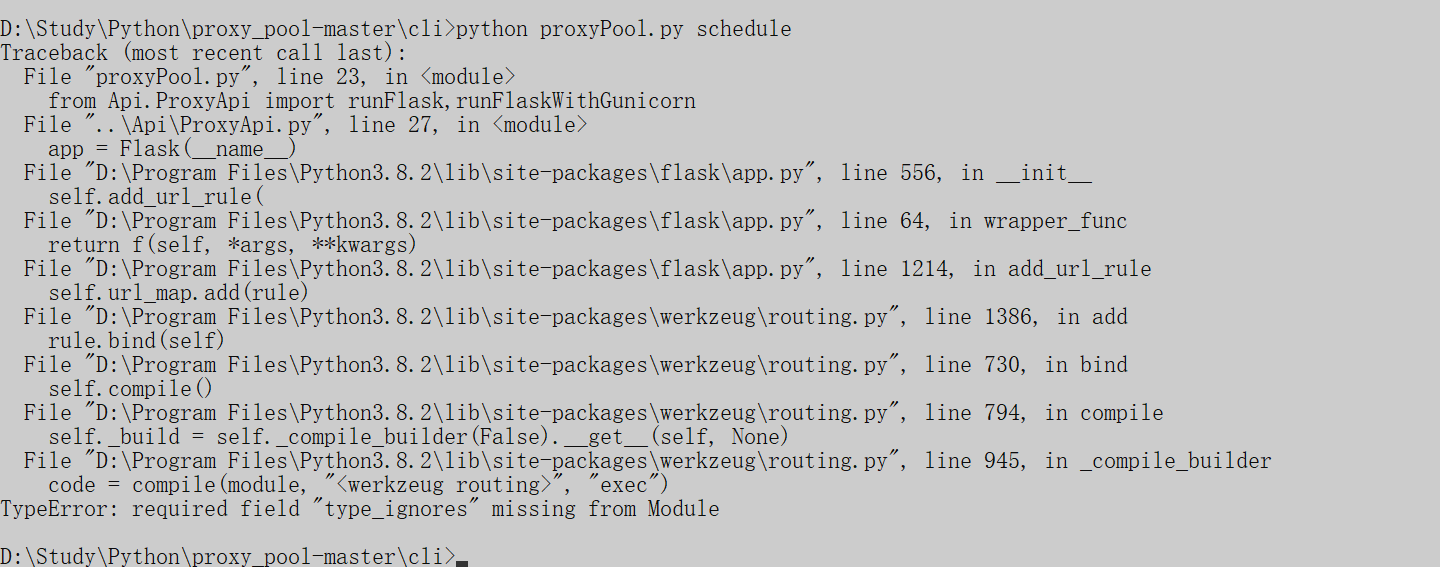 D:\Study\Python\proxy_pool-master\cli>python proxyPool.py schedule
Traceback (most recent call last):
  File "proxyPool.py", line 23, in <module>
    from Api.ProxyApi import runFlask,runFlaskWithGunicorn
  File "..\Api\ProxyApi.py", line 27, in <module>
    app = Flask(__name__)
  File "D:\Program Files\Python3.8.2\lib\site-packages\flask\app.py", line 556, in __init__
    self.add_url_rule(
  File "D:\Program Files\Python3.8.2\lib\site-packages\flask\app.py", line 64, in wrapper_func
    return f(self, *args, **kwargs)
  File "D:\Program Files\Python3.8.2\lib\site-packages\flask\app.py", line 1214, in add_url_rule
    self.url_map.add(rule)
  File "D:\Program Files\Python3.8.2\lib\site-packages\werkzeug\routing.py", line 1386, in add
    rule.bind(self)
  File "D:\Program Files\Python3.8.2\lib\site-packages\werkzeug\routing.py", line 730, in bind
    self.compile()
  File "D:\Program Files\Python3.8.2\lib\site-packages\werkzeug\routing.py", line 794, in compile
    self._build = self._compile_builder(False).__get__(self, None)
  File "D:\Program Files\Python3.8.2\lib\site-packages\werkzeug\routing.py", line 945, in _compile_builder
    code = compile(module, "<werkzeug routing>", "exec")
TypeError: required field "type_ignores" missing from Module
D:\Study\Python\proxy_pool-master\cli>